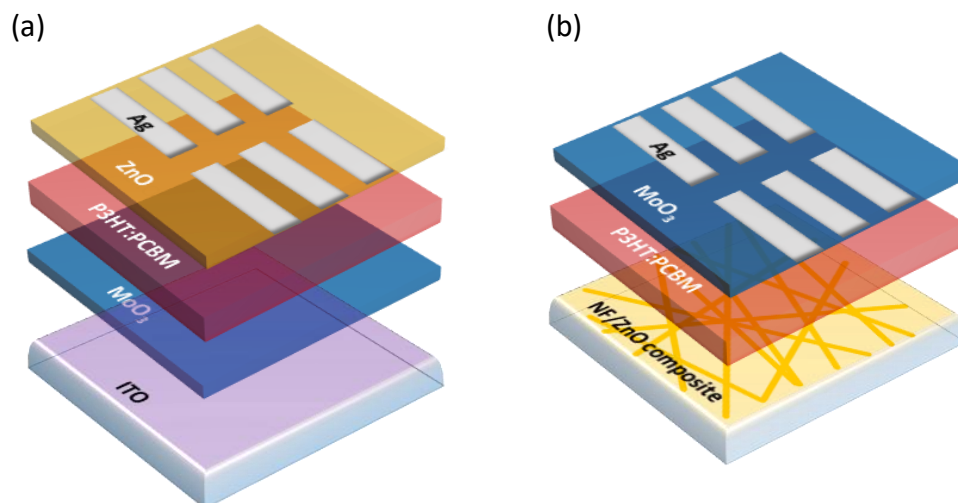 (a)
Ag
ZnO
P3HT:PCBM
MoO₃
ITO
(b)
Ag
MoO₃
P3HT:PCBM
NF/ZnO composite